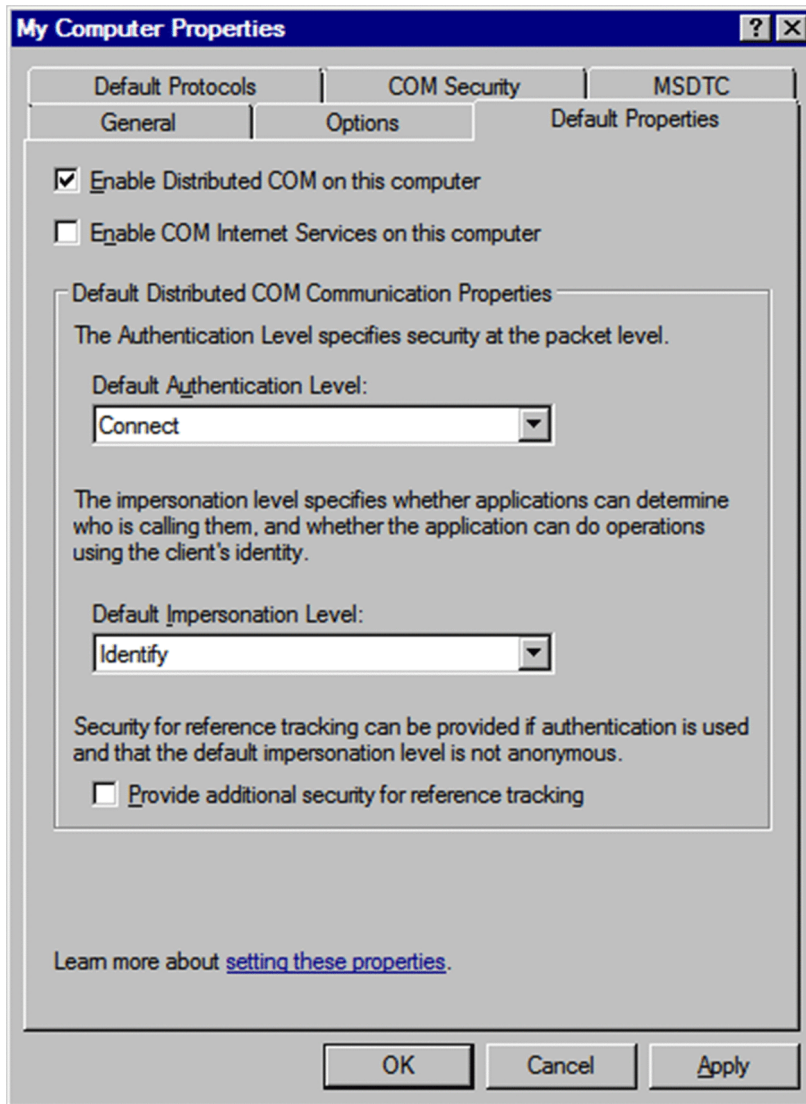 My Computer Properties
Default Protocols COM Security MSDTC
General Options Default Properties
Enable Distributed COM on this computer
Enable COM Internet Services on this computer
Default Distributed COM Communication Properties
The Authentication Level specifies security at the packet level.
Default Authentication Level:
Connect
The impersonation level specifies whether applications can determine
who is calling them, and whether the application can do operations
using the client's identity.
Default Impersonation Level:
Identify
Security for reference tracking can be provided if authentication is used
and that the default impersonation level is not anonymous.
Provide additional security for reference tracking
Learn more about setting these properties.
OK Cancel Apply